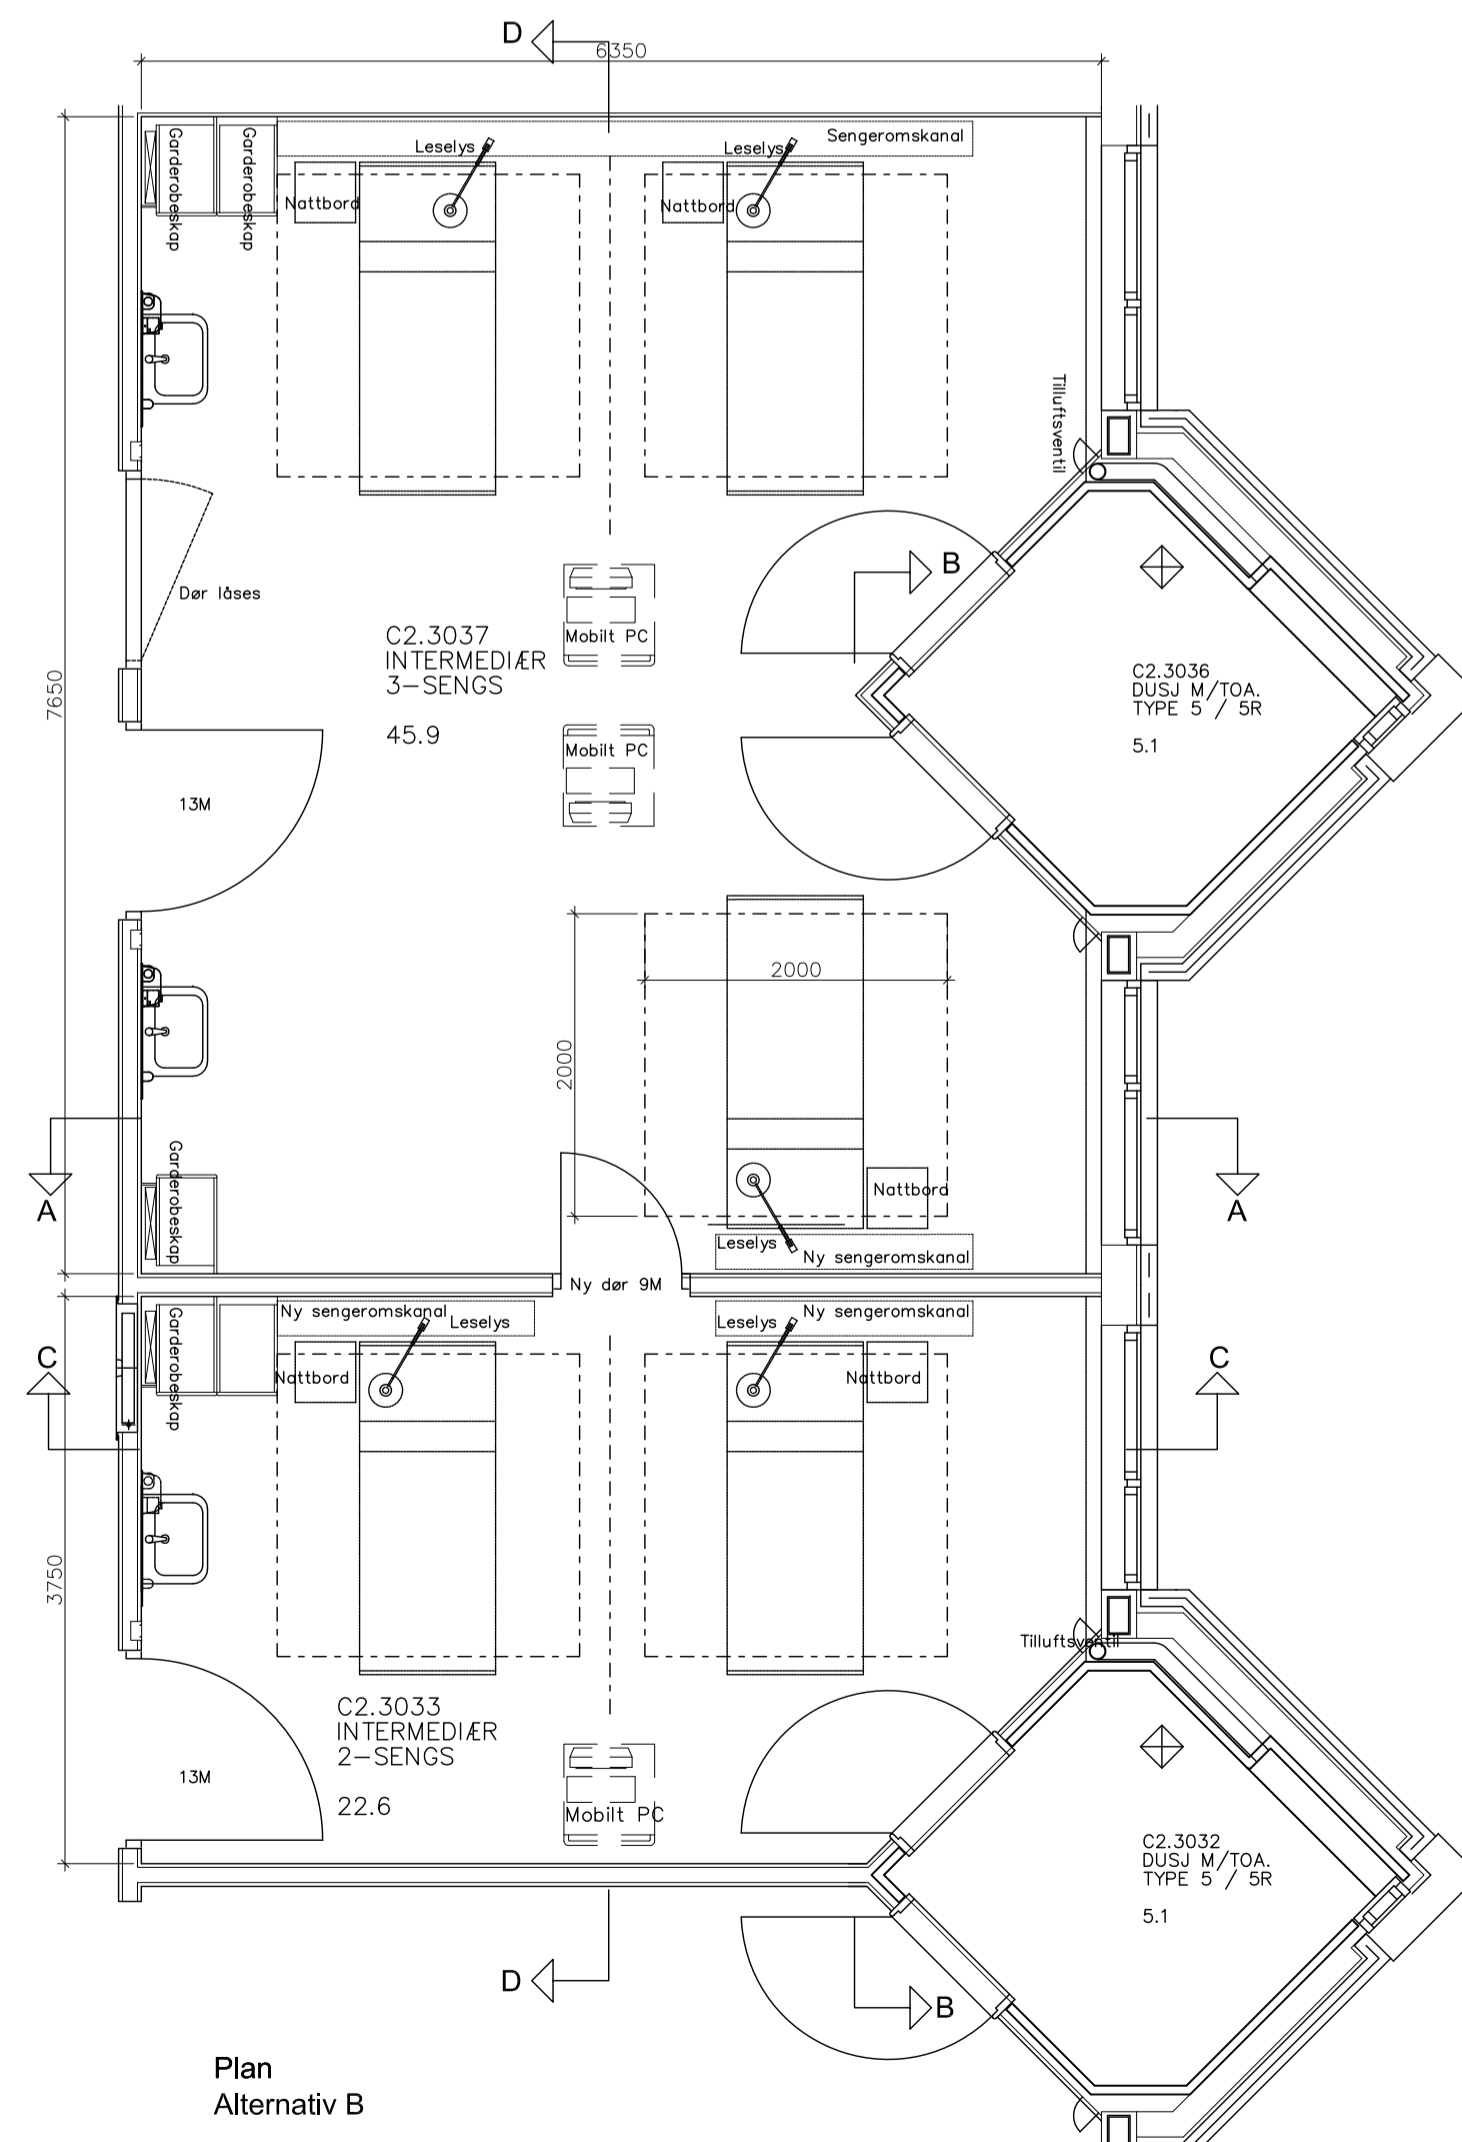 D
6350
Garderobeskap
Garderobeskap
Leselys
Leselys
Sengeromskanal
Nattbord
Nattbord
Tilluftsventil
B
Dør låses
C2.3037
INTERMEDIÆR
3-SENGS
45.9
Mobilt PC
Mobilt PC
C2.3036
DUSJ M/TOA.
TYPE 5 / 5R
5.1
7650
13M
2000
2000
A
A
Garderobeskap
Nattbord
Leselys
Ny sengeromskanal
Ny dør 9M
Ny sengeromskanal
Leselys
Leselys
Ny sengeromskanal
C
C
Garderobeskap
Nattbord
Nattbord
3750
Tilluftsventil
C2.3033
INTERMEDIÆR
2-SENGS
22.6
13M
Mobilt PC
C2.3032
DUSJ M/TOA.
TYPE 5 / 5R
5.1
D
B
Plan
Alternativ B